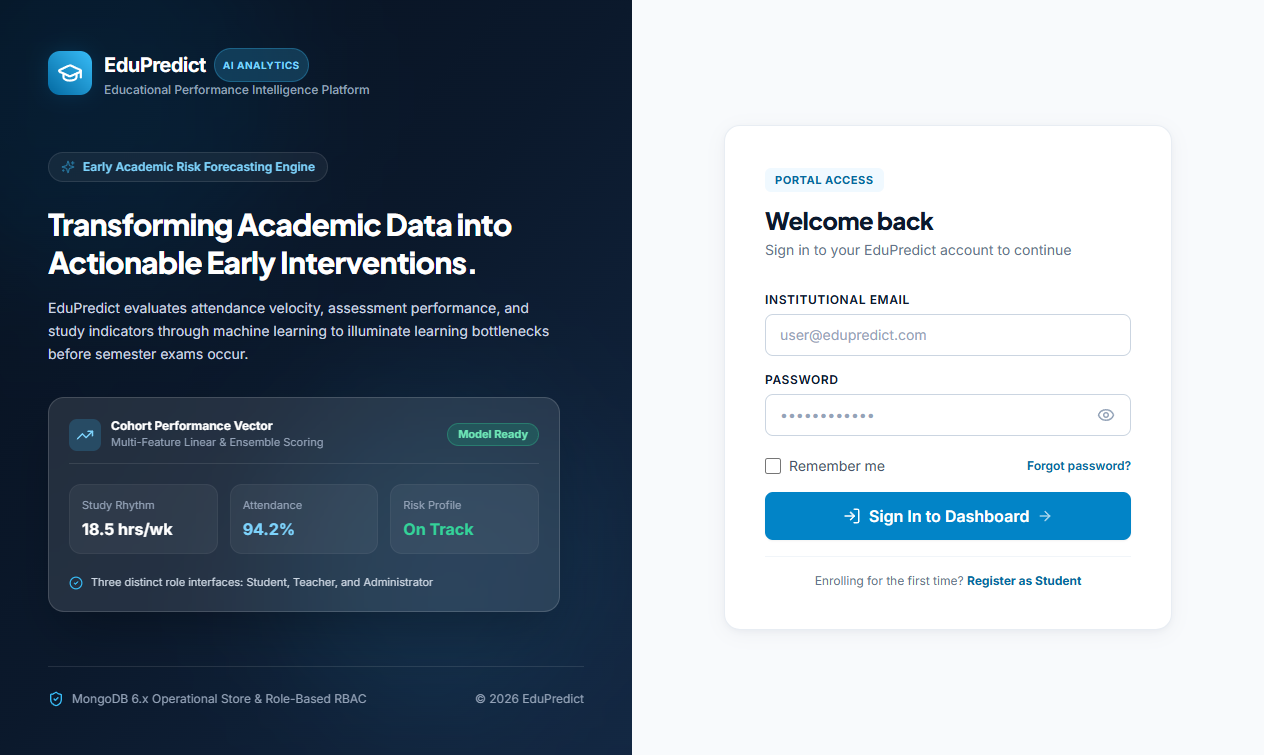 EduPredict AI ANALYTICS
Educational Performance Intelligence Platform
Early Academic Risk Forecasting Engine
Transforming Academic Data into
Actionable Early Interventions.
EduPredict evaluates attendance velocity, assessment performance, and
study indicators through machine learning to illuminate learning bottlenecks
before semester exams occur.
Cohort Performance Vector
Multi-Feature Linear & Ensemble Scoring
Model Ready
Study Rhythm
18.5 hrs/wk
Attendance
94.2%
Risk Profile
On Track
Three distinct role interfaces: Student, Teacher, and Administrator
MongoDB 6.x Operational Store & Role-Based RBAC
© 2026 EduPredict
PORTAL ACCESS
Welcome back
Sign in to your EduPredict account to continue
INSTITUTIONAL EMAIL
user@edupredict.com
PASSWORD
••••••••••••
Remember me
Forgot password?
Sign In to Dashboard
Enrolling for the first time? Register as Student